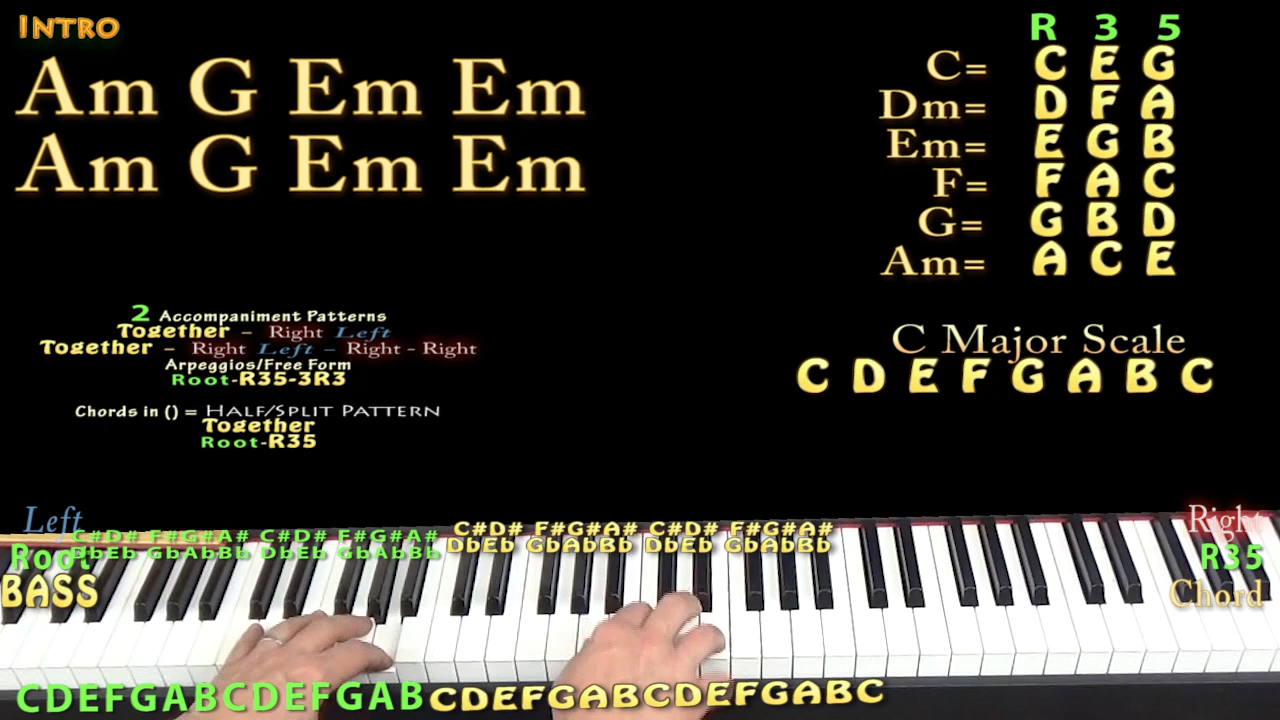 Intro
Am G Em Em
Am G Em Em
R 3 5
C= C E G
Dm= D F A
Em= E G B
F= F A C
G= G B D
Am= A C E
2 Accompaniment Patterns
Together – Right Left
Together – Right Left – Right - Right
Arpeggios/Free Form
Root-R35-3R3
Chords in () = Half/Split Pattern
Together
Root-R35
C Major Scale
C D E F G A B C
Left
Root
BASS
C#D# F#G#A# C#D# F#G#A#
DbEb GbAbBb DbEb GbAbBb
C#D# F#G#A# C#D# F#G#A#
DbEb GbAbBb DbEb GbAbBb
Right
R35
Chord
CDEFGABCDEFGAB CDEFGABCDEFGABC